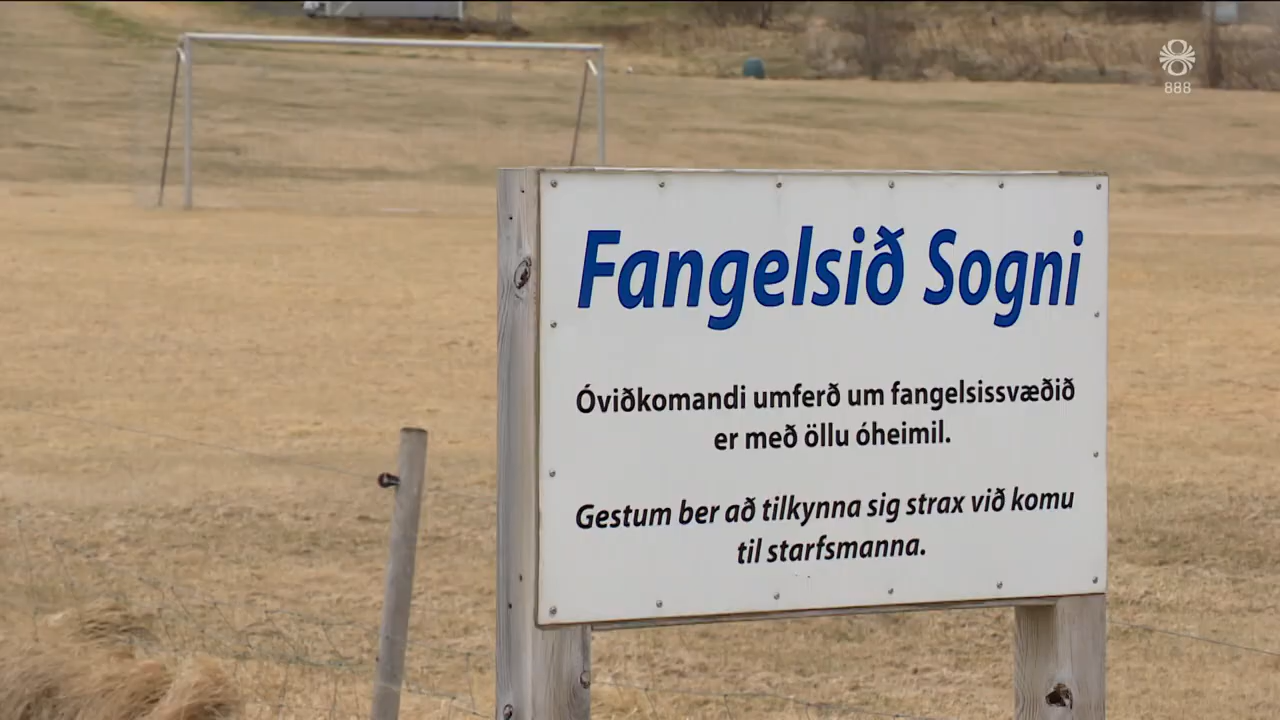 888
Fangelsið Sogni
Óviðkomandi umferð um fangelsissvæðið
er með öllu óheimil.
Gestum ber að tilkynna sig strax við komu
til starfsmanna.